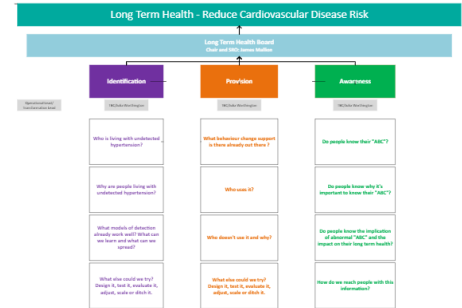 Long Term Health - Reduce Cardiovascular Disease Risk
Long Term Health Board
Chair and SRO: James Mullion
Identification
Provision
Awareness
Who is living with undetected
hypertension?
What behaviour change support
is there already out there ?
Do people know their "ABC"?
Why are people living with
undetected hypertension?
Who uses it?
Do people know why it's
important to know their "ABC"?
What models of detection
already work well? What can
we learn and what can we
spread?
Who doesn't use it and why?
Do people know the implication
of abnormal "ABC" and the
impact on their long term health?
What else could we try?
Design it, test it, evaluate it,
adjust, scale or ditch it.
What else could we try?
Design it, test it, evaluate it,
adjust, scale or ditch it.
How do we reach people with this
information?